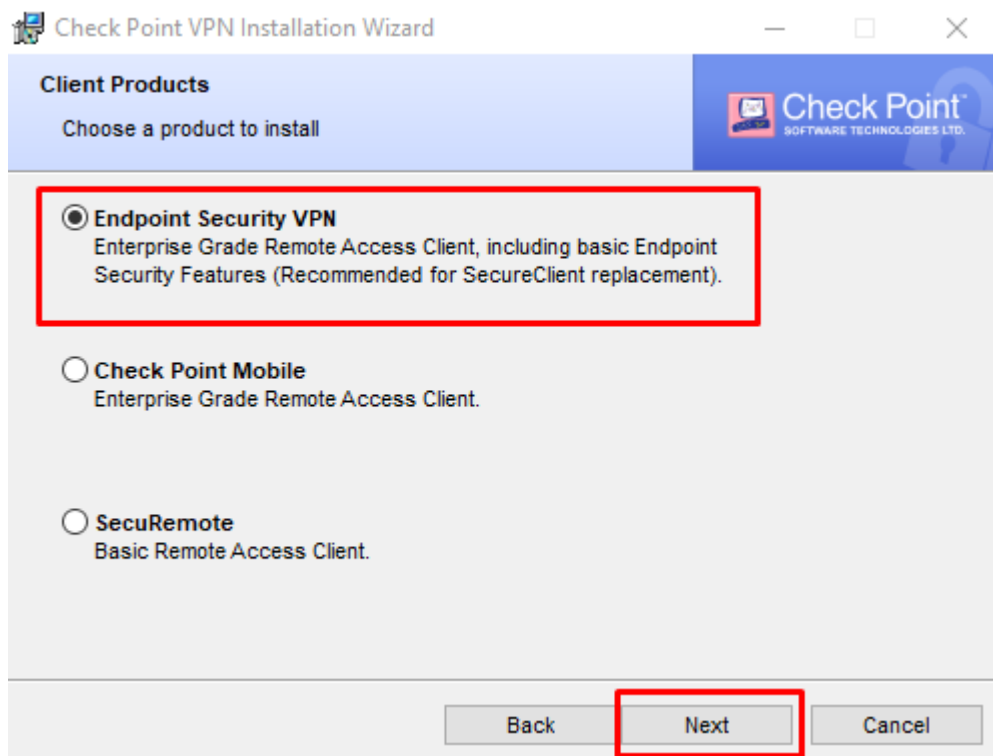 Check Point VPN Installation Wizard
Client Products
Choose a product to install
Check Point™
SOFTWARE TECHNOLOGIES LTD.
Endpoint Security VPN
Enterprise Grade Remote Access Client, including basic Endpoint
Security Features (Recommended for SecureClient replacement).
Check Point Mobile
Enterprise Grade Remote Access Client.
SecuRemote
Basic Remote Access Client.
Back
Next
Cancel